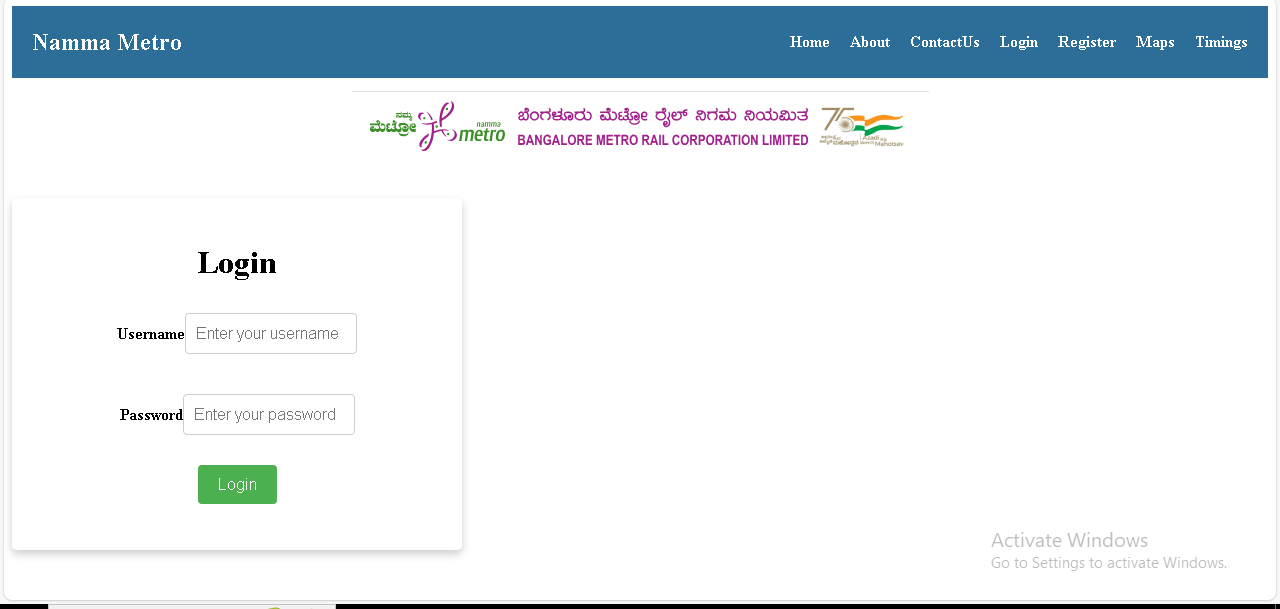 Namma Metro
Home About ContactUs Login Register Maps Timings
ನಮ್ಮ
ಮೆಟ್ರೋ
namma
metro
ಬೆಂಗಳೂರು ಮೆಟ್ರೋ ರೈಲ್ ನಿಗಮ ನಿಯಮಿತ
BANGALORE METRO RAIL CORPORATION LIMITED
75
Azadi Ka
Mahotsav
Login
Username Enter your username
Password Enter your password
Login
Activate Windows
Go to Settings to activate Windows.